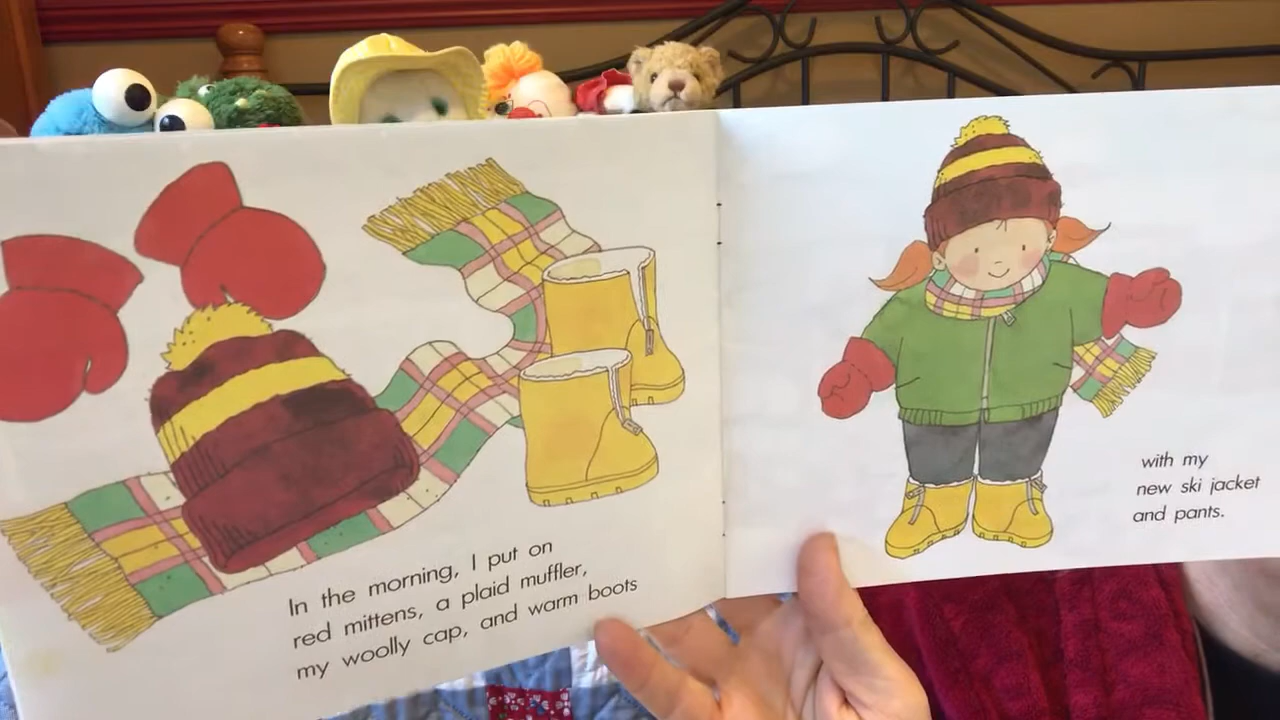 In the morning, I put on
red mittens, a plaid muffler,
my woolly cap, and warm boots
with my
new ski jacket
and pants.